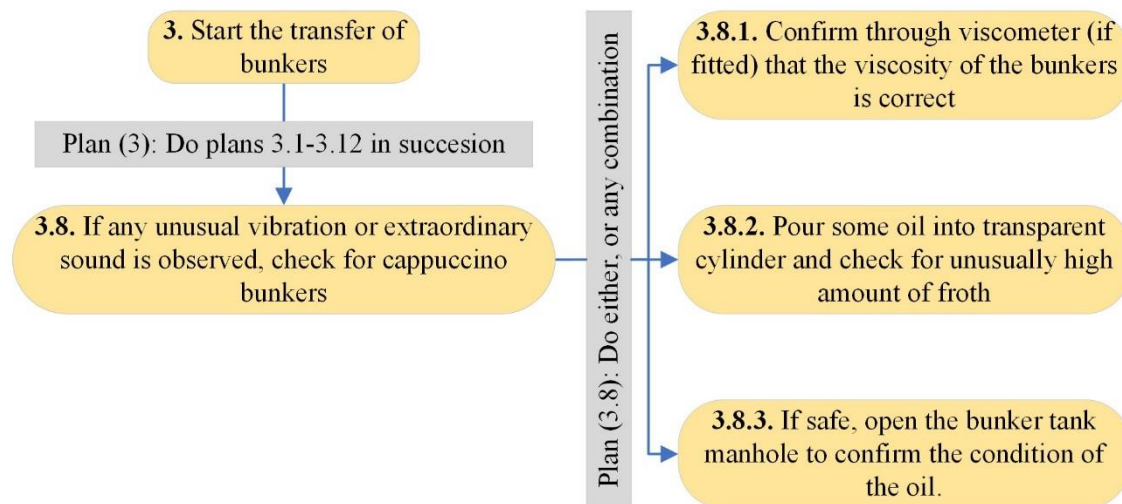 3. Start the transfer of
bunkers
Plan (3): Do plans 3.1-3.12 in succesion
3.8. If any unusual vibration or extraordinary
sound is observed, check for cappuccino
bunkers
Plan (3.8): Do either, or any combination
3.8.1. Confirm through viscometer (if
fitted) that the viscosity of the bunkers
is correct
3.8.2. Pour some oil into transparent
cylinder and check for unusually high
amount of froth
3.8.3. If safe, open the bunker tank
manhole to confirm the condition of
the oil.